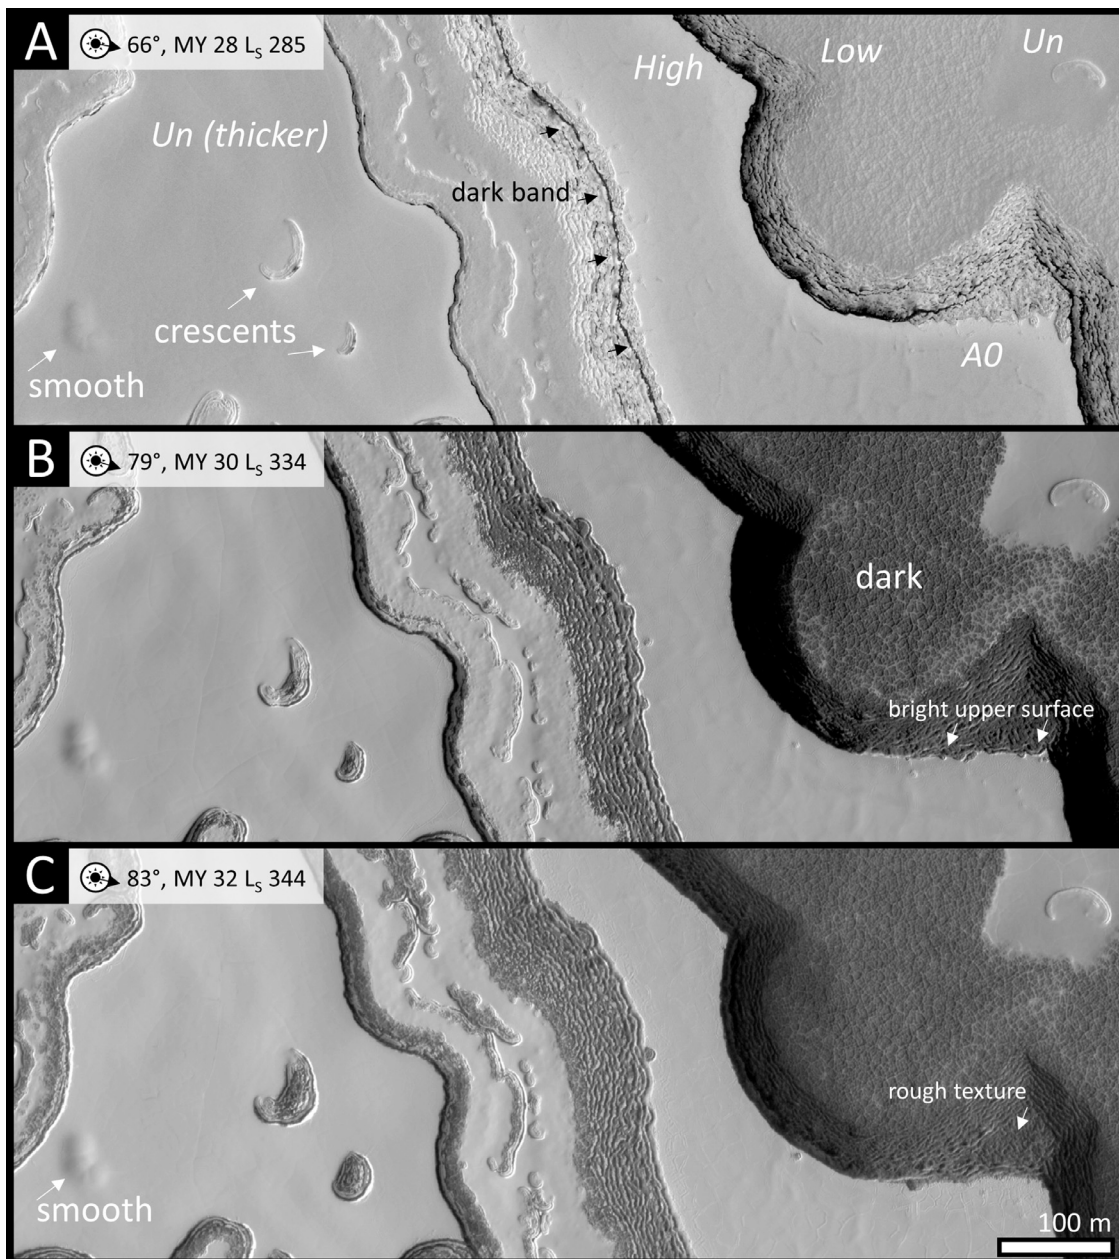 A
66°, MY 28 Lₛ 285
Un (thicker)
High
Low
Un
dark band
crescents
smooth
A0
B
79°, MY 30 Lₛ 334
dark
bright upper surface
C
83°, MY 32 Lₛ 344
rough texture
smooth
100 m